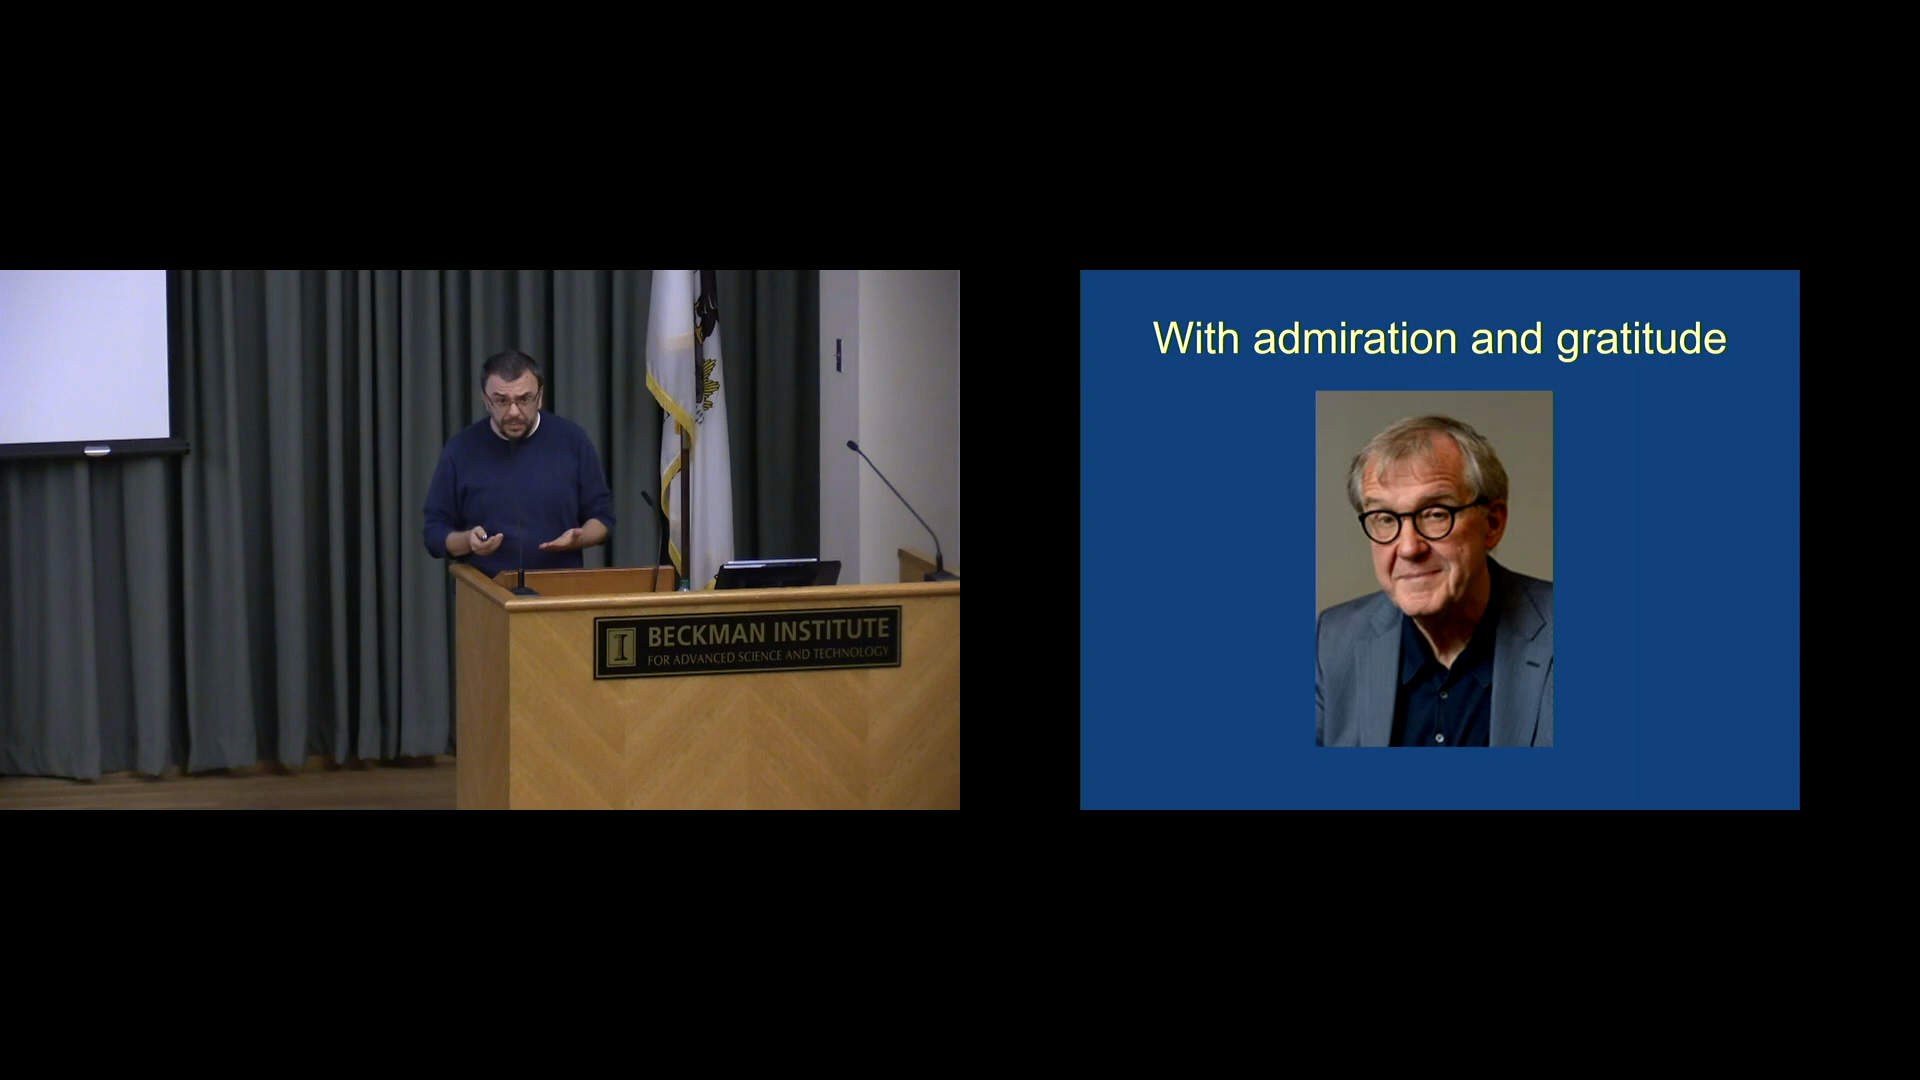 BECKMAN INSTITUTE
FOR ADVANCED SCIENCE AND TECHNOLOGY
With admiration and gratitude